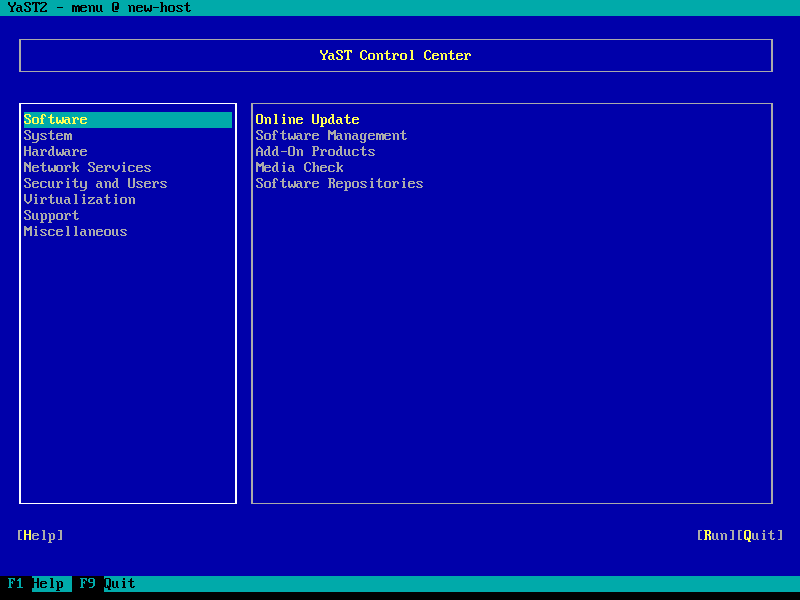 YaST2 - menu @ new-host
YaST Control Center
Software
System
Hardware
Network Services
Security and Users
Virtualization
Support
Miscellaneous
Online Update
Software Management
Add-On Products
Media Check
Software Repositories
[Help] [Run][Quit]
F1 Help F9 Quit